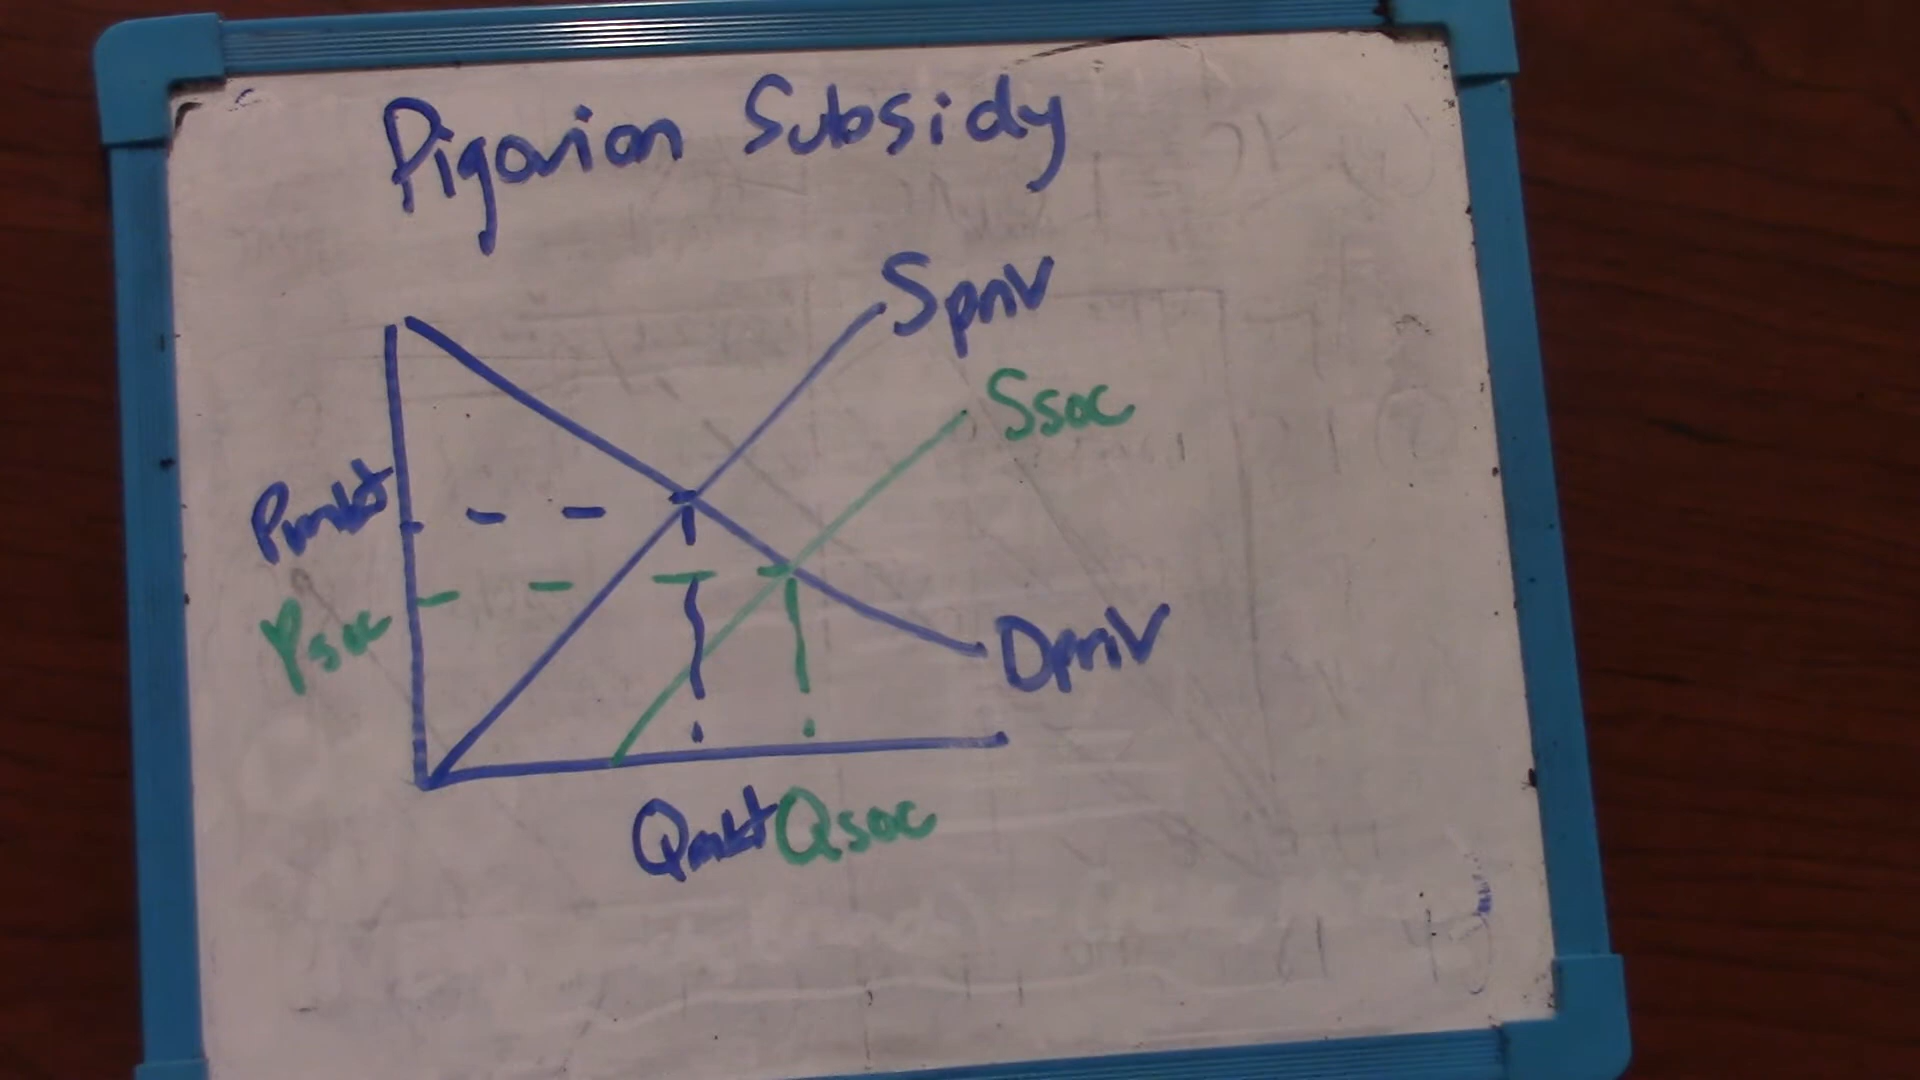 Pigovian Subsidy
Spriv
Ssoc
Pmkt
Psoc
Dpriv
Qmkt Qsoc